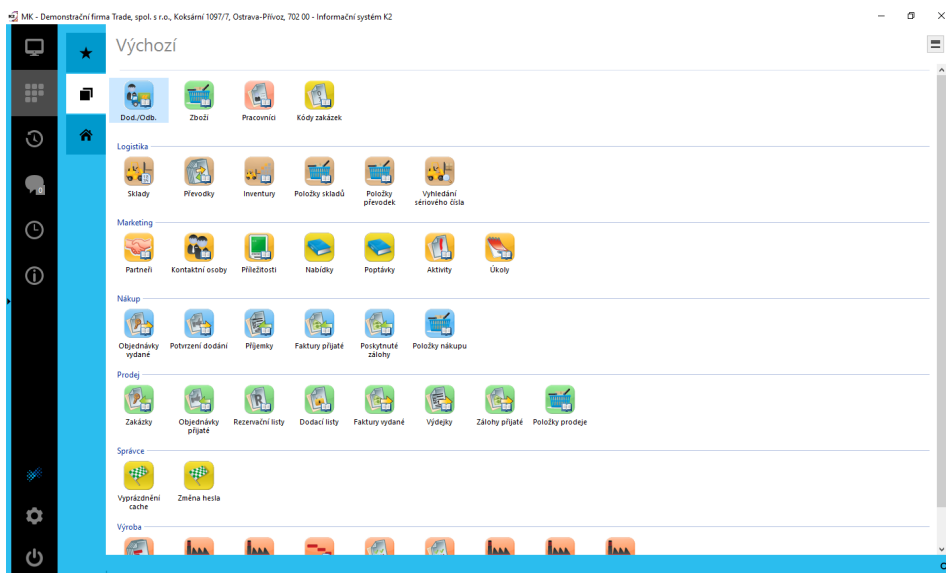 MK - Demonstrační firma Trade, spol. s r.o., Koksární 1097/7, Ostrava-Přívoz, 702 00 - Informační systém K2
Výchozí
Dod./Odb. Zboží Pracovníci Kódy zakázek
Logistika
Sklady Převodky Inventury Položky skladů Položky převodek Vyhledání sériového čísla
Marketing
Partneři Kontaktní osoby Příležitosti Nabídky Poptávky Aktivity Úkoly
Nákup
Objednávky vydané Potvrzení dodání Příjemky Faktury přijaté Poskytnuté zálohy Položky nákupu
Prodej
Zakázky Objednávky přijaté Rezervační listy Dodací listy Faktury vydané Výdejky Zálohy přijaté Položky prodeje
Správce
Vyprázdnění cache Změna hesla
Výroba